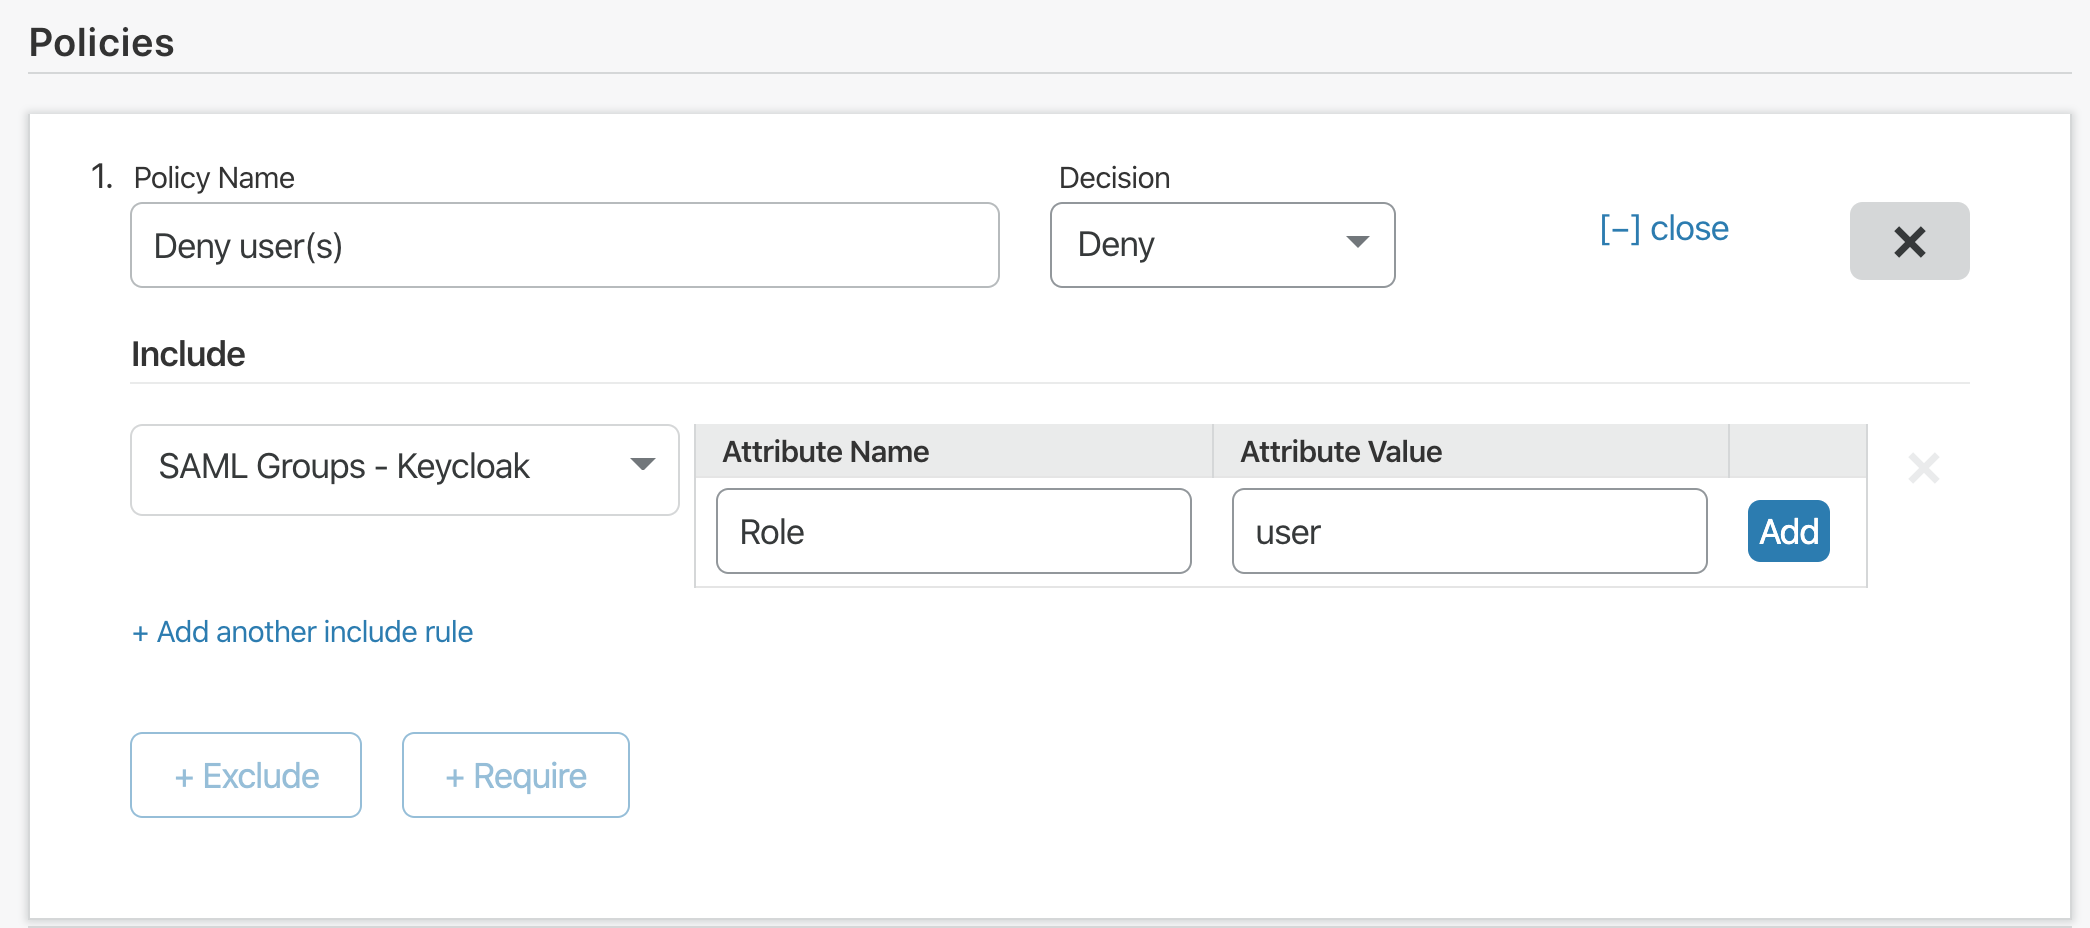 Policies
1. Policy Name
Decision
Deny user(s)
Deny
[–] close
Include
SAML Groups - Keycloak
Attribute Name
Attribute Value
Role
user
Add
+ Add another include rule
+ Exclude
+ Require